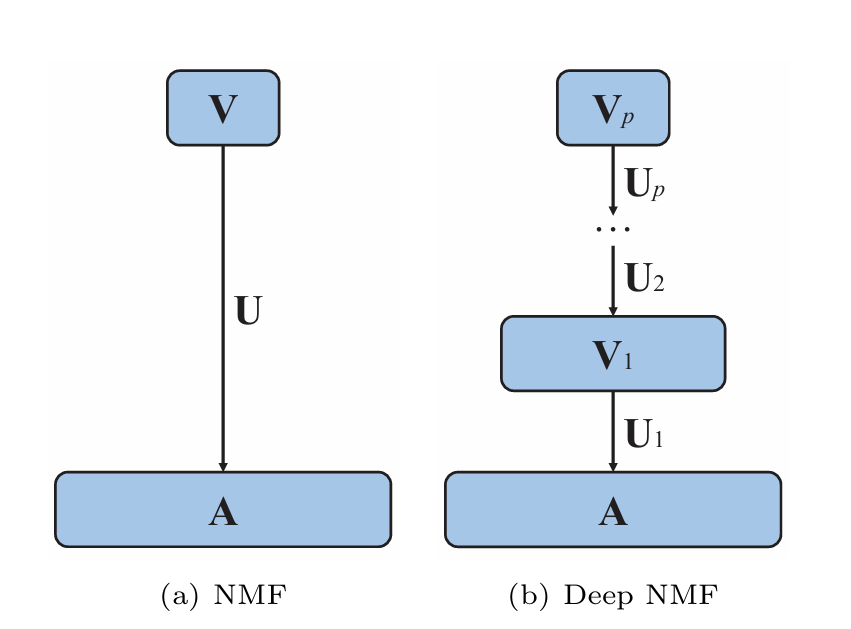 V
U
A
(a) NMF
Vp
Up
...
U2
V1
U1
A
(b) Deep NMF